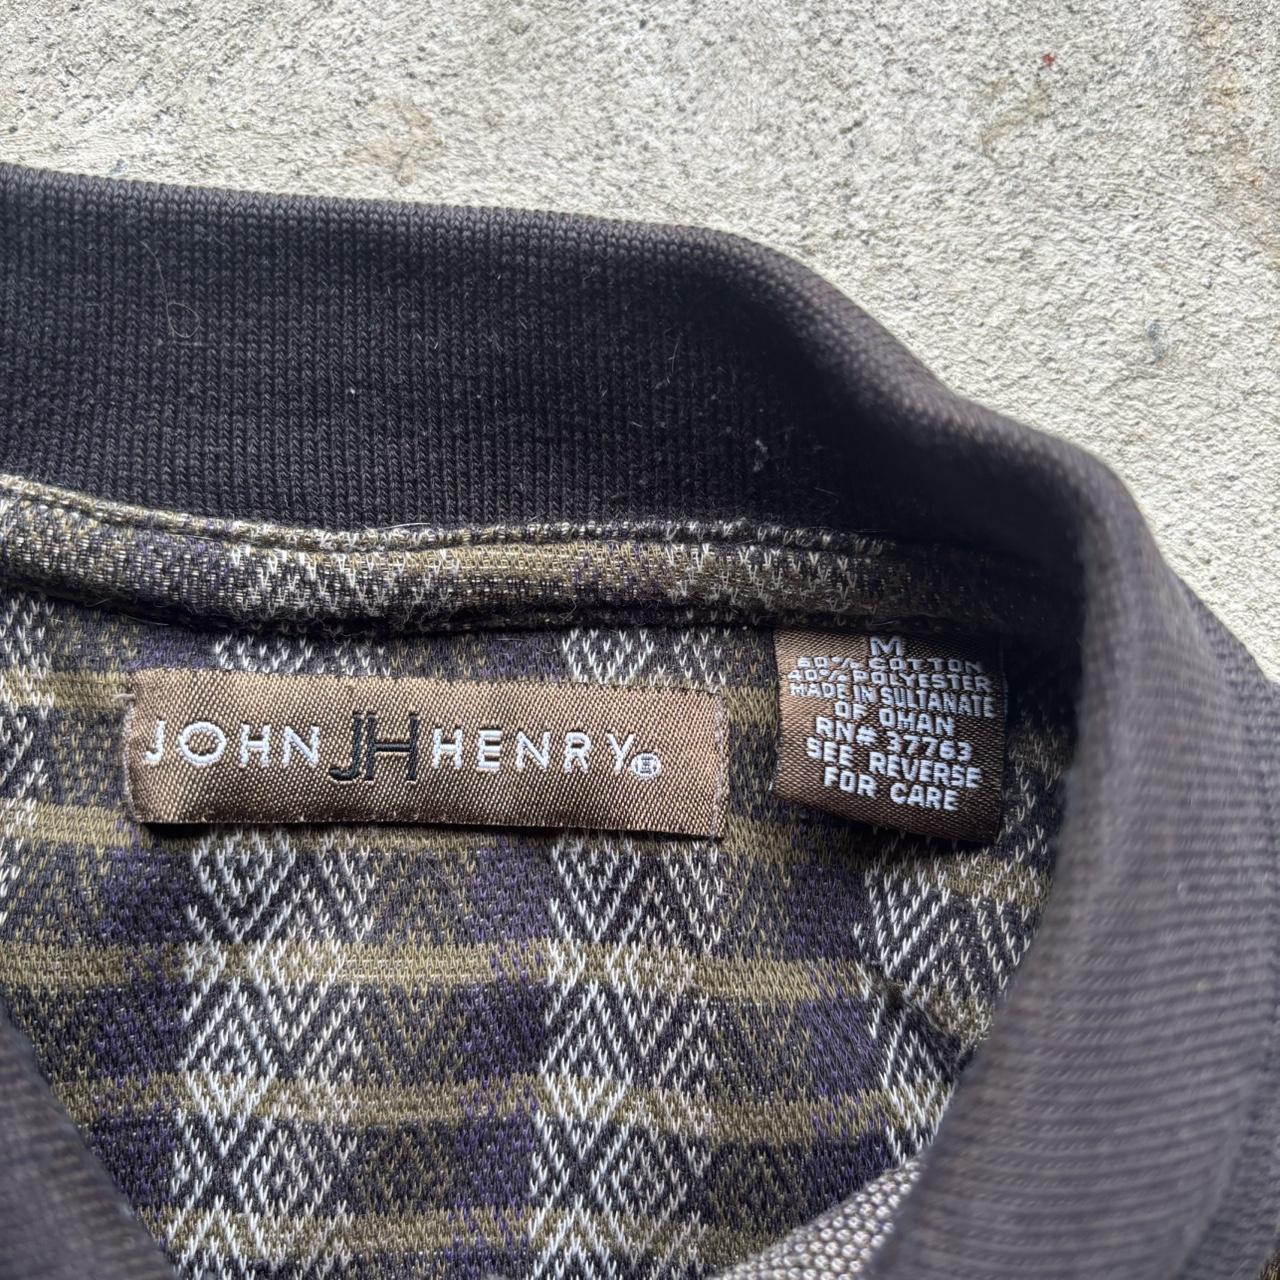 JOHN JH HENRY®
M
60% COTTON
40% POLYESTER
MADE IN SULTANATE
OF OMAN
RN# 37763
SEE REVERSE
FOR CARE